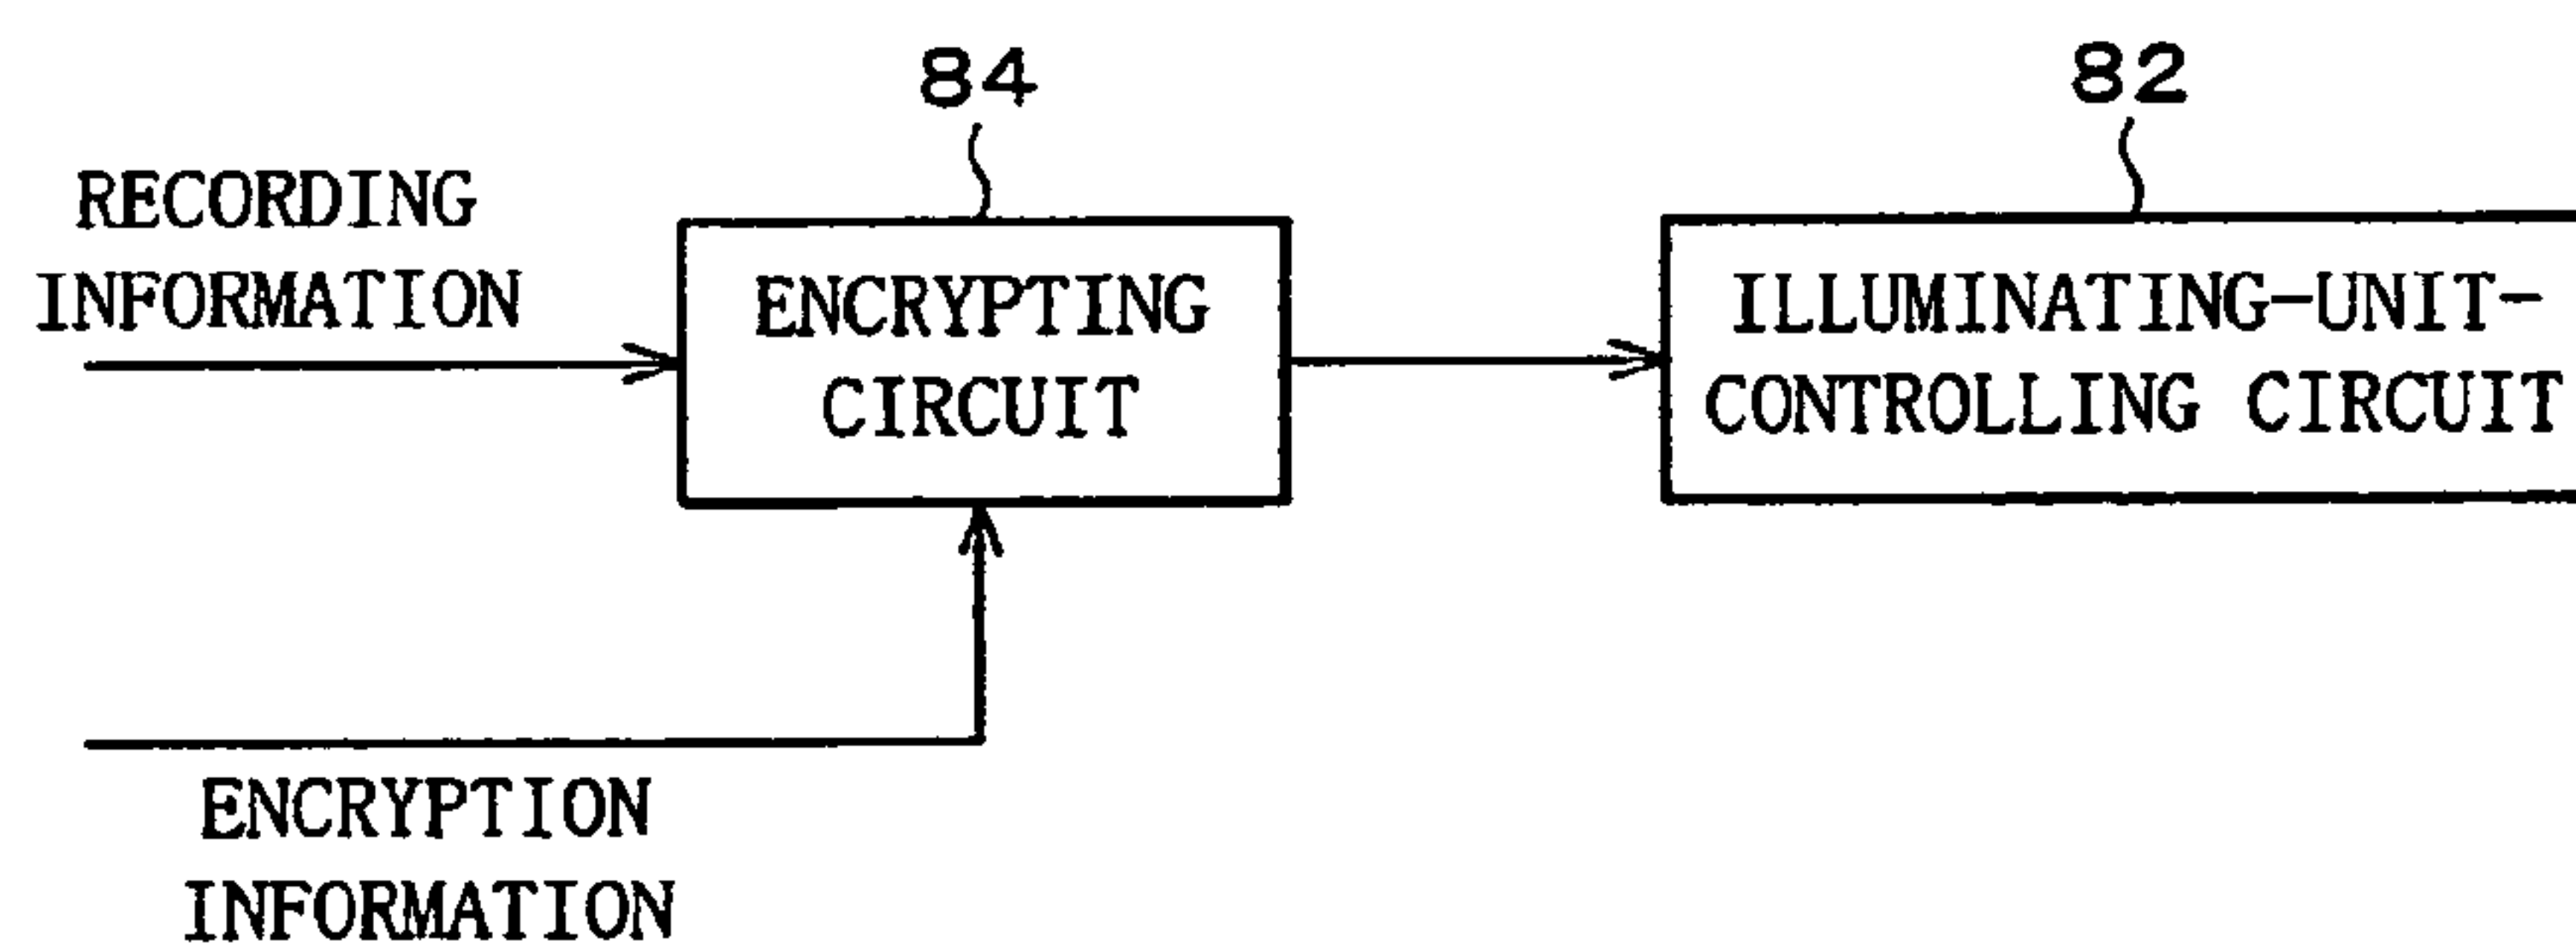 84
82
RECORDING
INFORMATION
ENCRYPTING
CIRCUIT
ILLUMINATING-UNIT-
CONTROLLING CIRCUIT
ENCRYPTION
INFORMATION